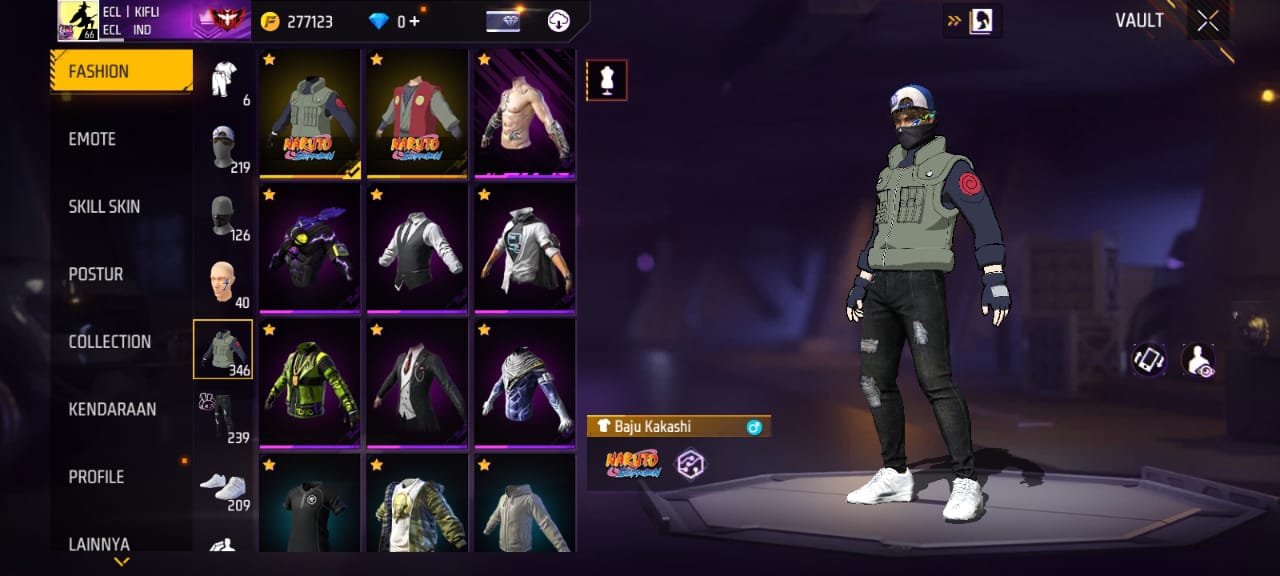 ECL | KIFLI
ECL IND
66
277123
0+
VAULT
FASHION
EMOTE
SKILL SKIN
POSTUR
COLLECTION
KENDARAAN
PROFILE
LAINNYA
6
219
126
40
346
239
209
NARUTO
SHIPPUDEN
NARUTO
SHIPPUDEN
Baju Kakashi
NARUTO
SHIPPUDEN